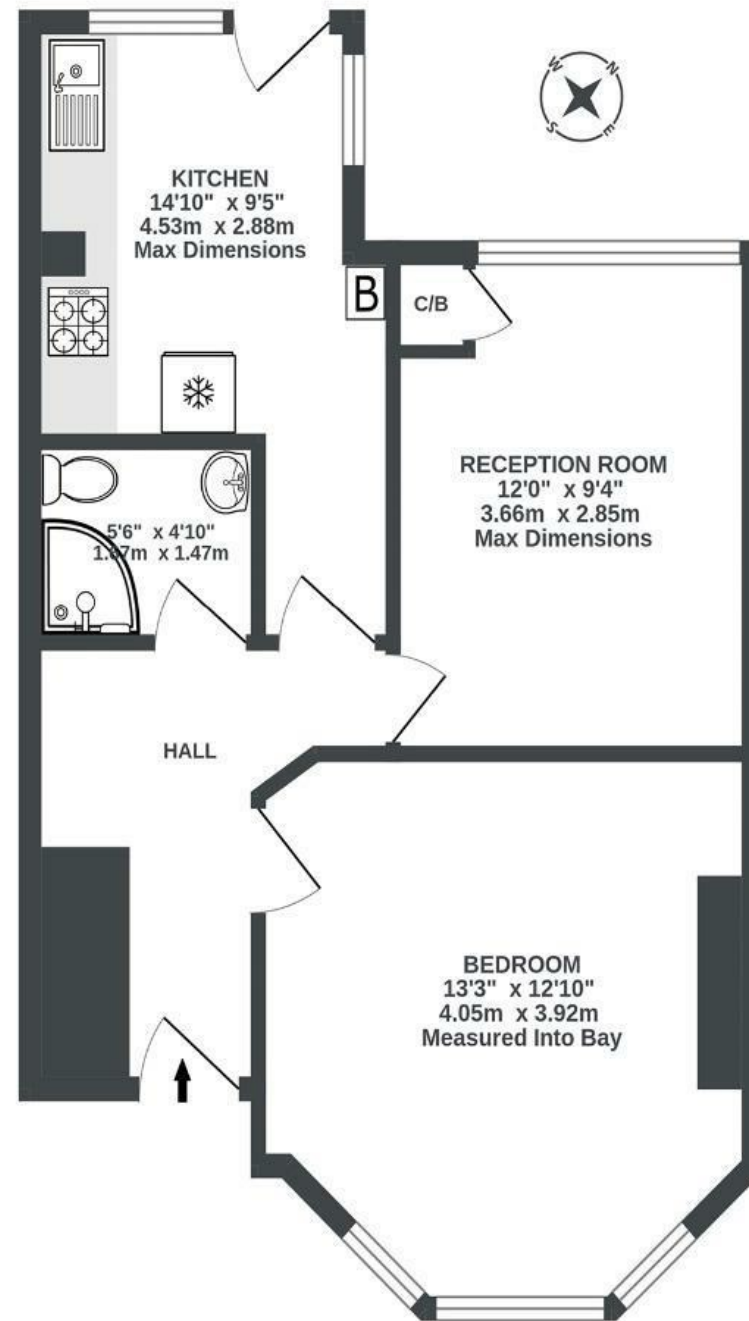 W N
S E
KITCHEN
14'10" x 9'5"
4.53m x 2.88m
Max Dimensions
B
C/B
RECEPTION ROOM
12'0" x 9'4"
3.66m x 2.85m
Max Dimensions
5'6" x 4'10"
x 1.47m
HALL
BEDROOM
13'3" x 12'10"
4.05m x 3.92m
Measured Into Bay